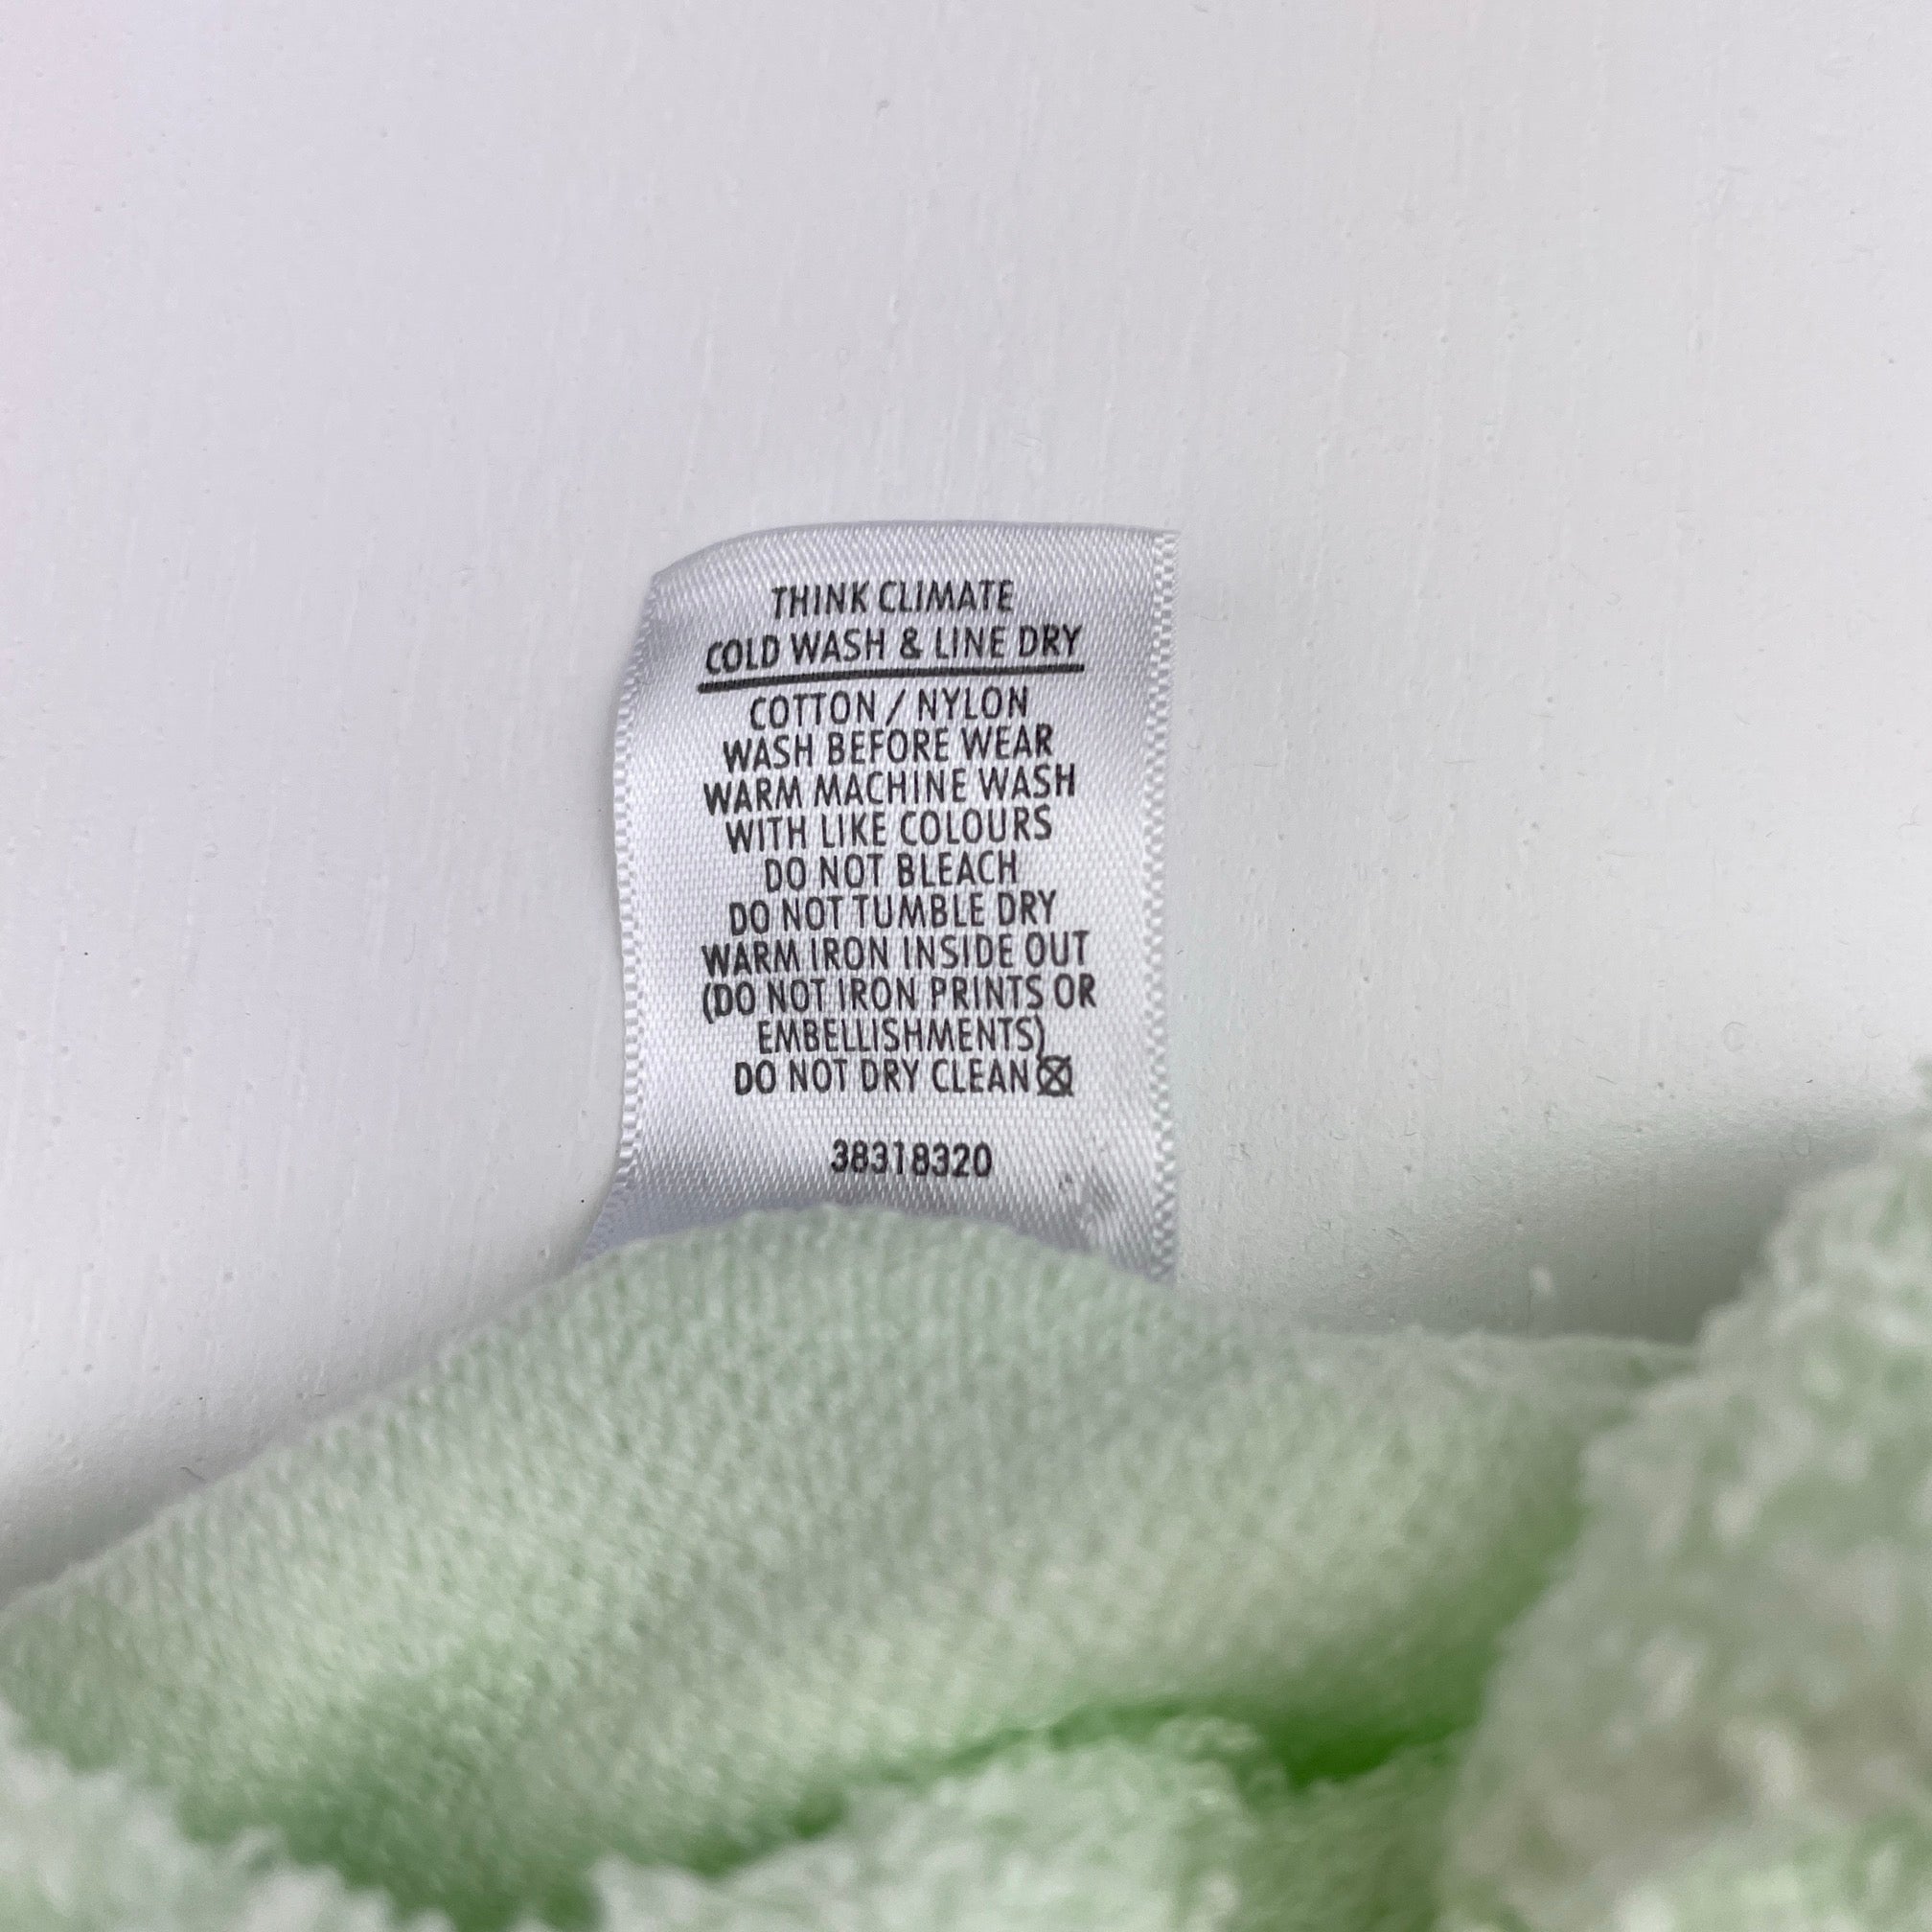 THINK CLIMATE
COLD WASH & LINE DRY
COTTON / NYLON
WASH BEFORE WEAR
WARM MACHINE WASH
WITH LIKE COLOURS
DO NOT BLEACH
DO NOT TUMBLE DRY
WARM IRON INSIDE OUT
(DO NOT IRON PRINTS OR
EMBELLISHMENTS)
DO NOT DRY CLEAN
38318320